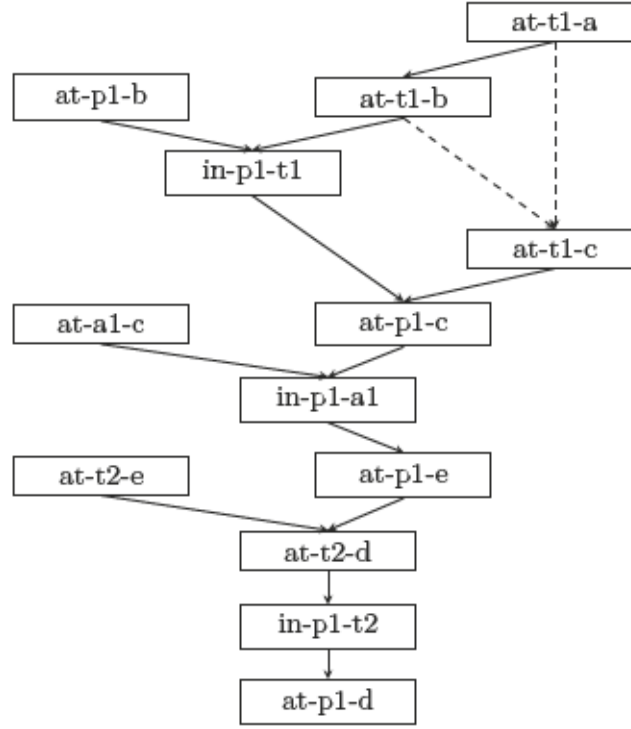 at-t1-a
at-p1-b
at-t1-b
in-p1-t1
at-t1-c
at-a1-c
at-p1-c
in-p1-a1
at-t2-e
at-p1-e
at-t2-d
in-p1-t2
at-p1-d